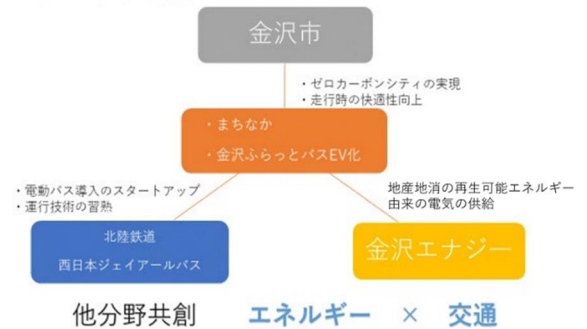 金沢市
・ゼロカーボンシティの実現
・走行時の快適性向上
・まちなか
・金沢ふらっとバスEV化
・電動バス導入のスタートアップ
・運行技術の習熟
地産地消の再生可能エネルギー
由来の電気の供給
北陸鉄道
西日本ジェイアールバス
金沢エナジー
他分野共創 エネルギー × 交通